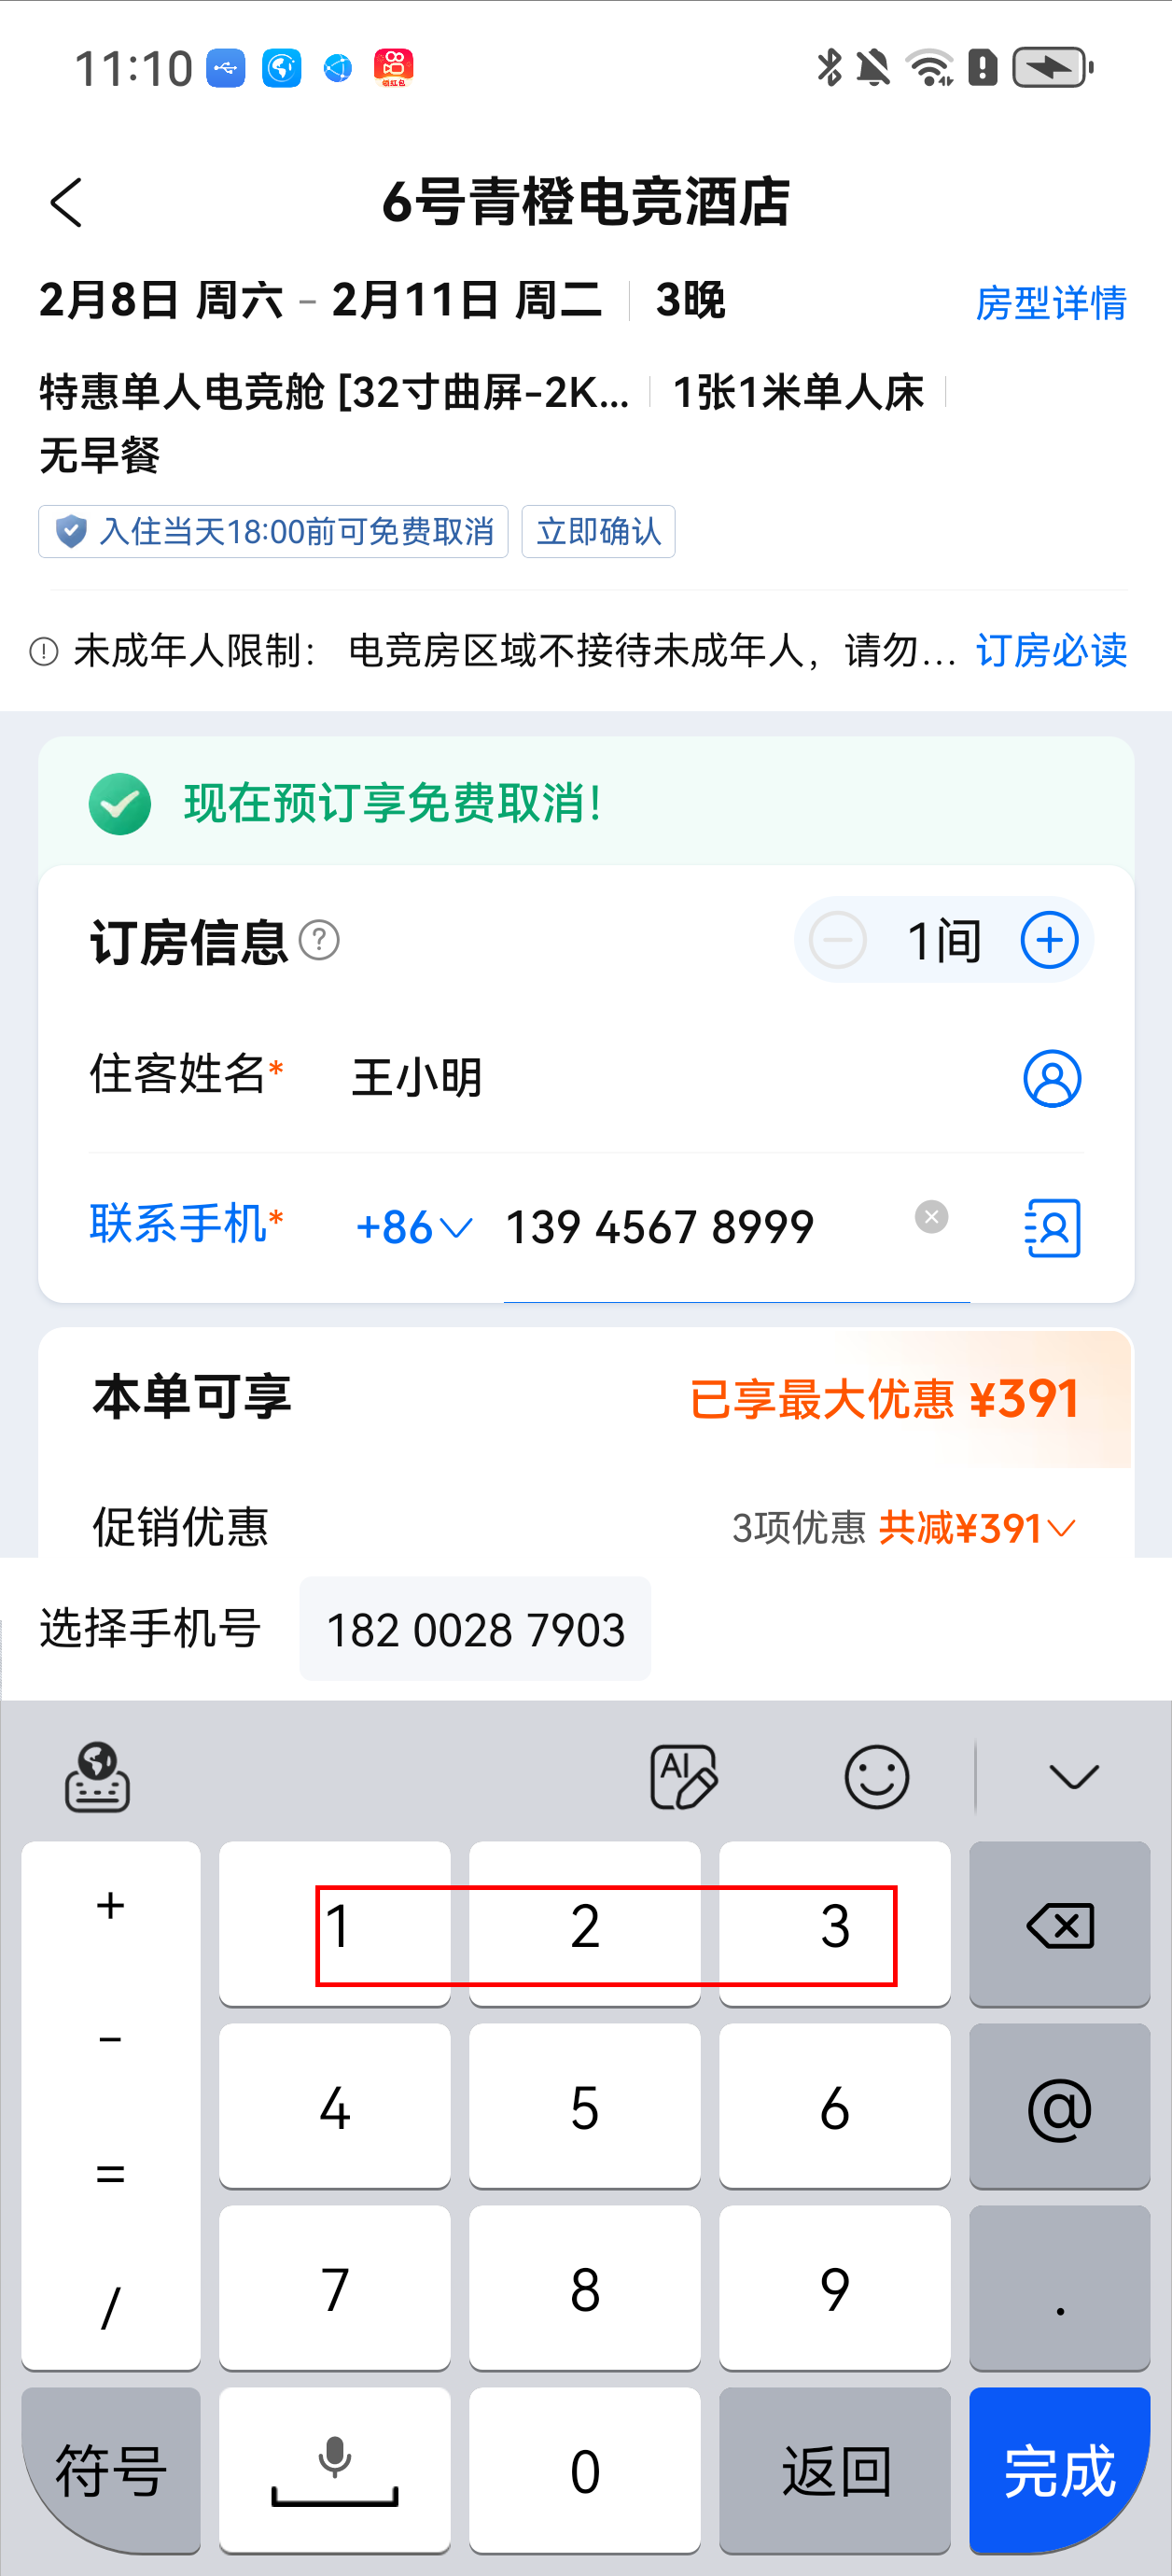 11:10
领红包
6号青橙电竞酒店
2月8日 周六 - 2月11日 周二 3晚 房型详情
特惠单人电竞舱 [32寸曲屏-2K... 1张1米单人床
无早餐
入住当天18:00前可免费取消 立即确认
未成年人限制： 电竞房区域不接待未成年人，请勿... 订房必读
现在预订享免费取消！
订房信息 ? 1间
住客姓名* 王小明
联系手机* +86 139 4567 8999
本单可享 已享最大优惠 ¥391
促销优惠 3项优惠 共减¥391
选择手机号 182 0028 7903
AI
+ 1 2 3
- 4 5 6 @
= 7 8 9 .
/
符号 0 返回 完成